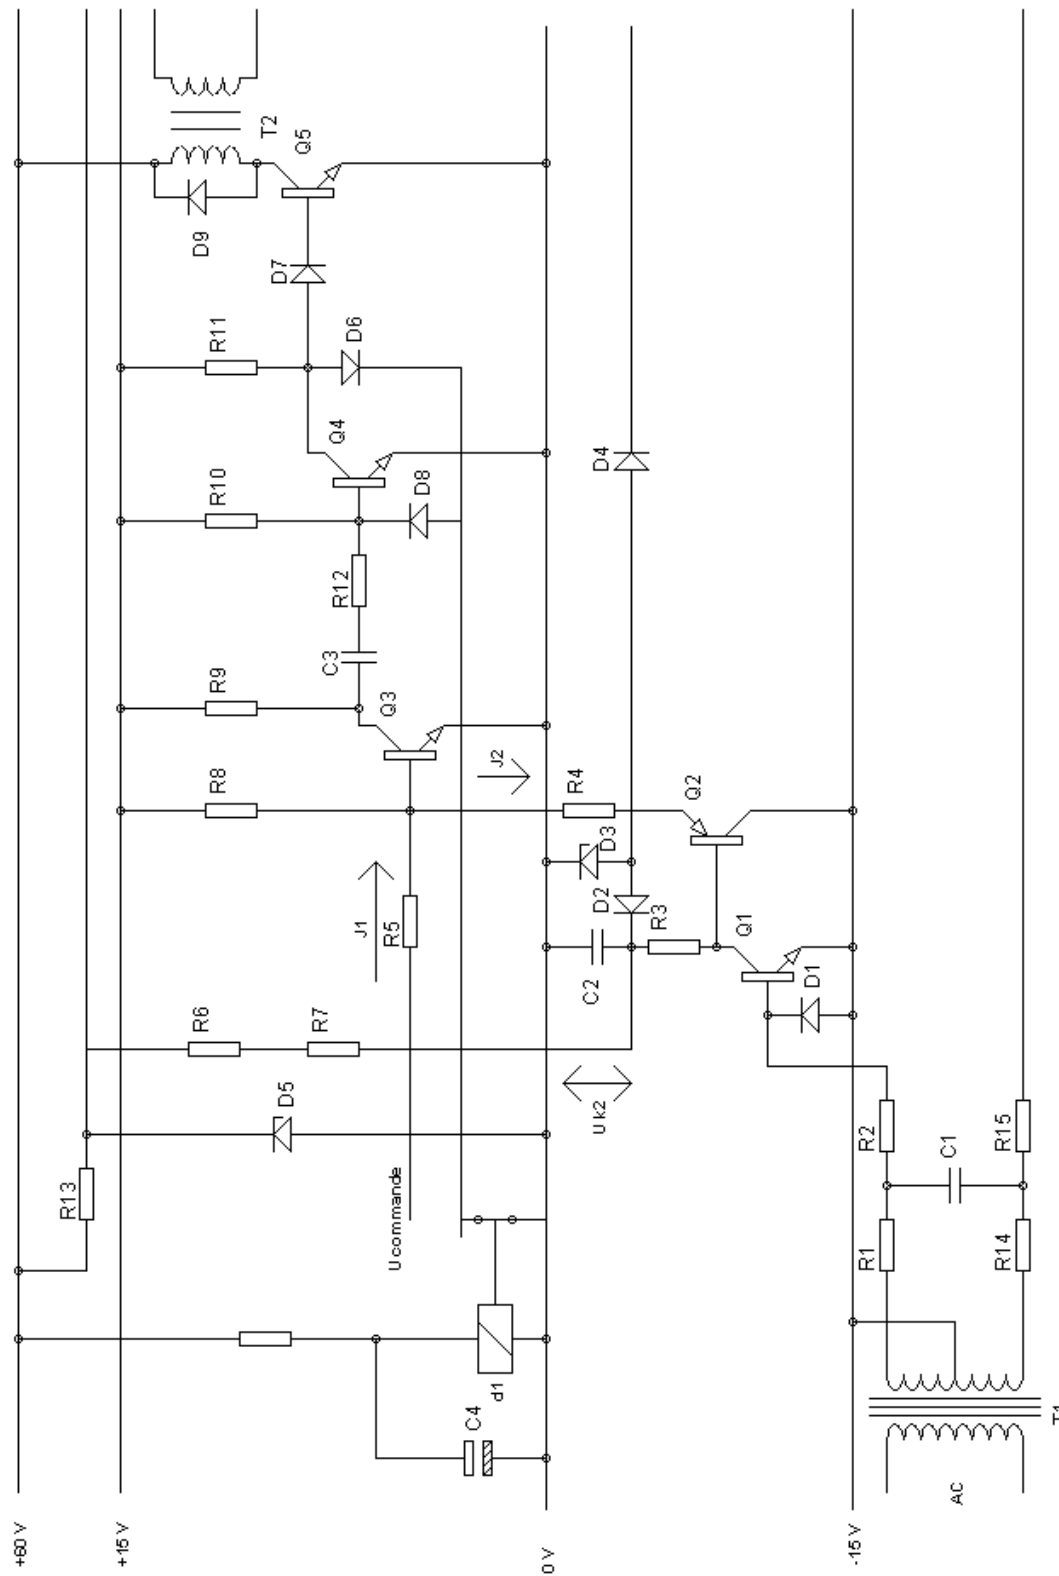 +60 V
+15 V
0 V
-15 V
AC
T1
C4
d1
R13
U commande
D5
R6
R7
Uk2
R1
R2
C1
R14
R15
J1
R5
C2
D2
R3
D3
Q1
D1
R8
J2
R4
Q2
R9
Q3
C3
R12
R10
D8
Q4
D4
R11
D6
D7
D9
T2
Q5